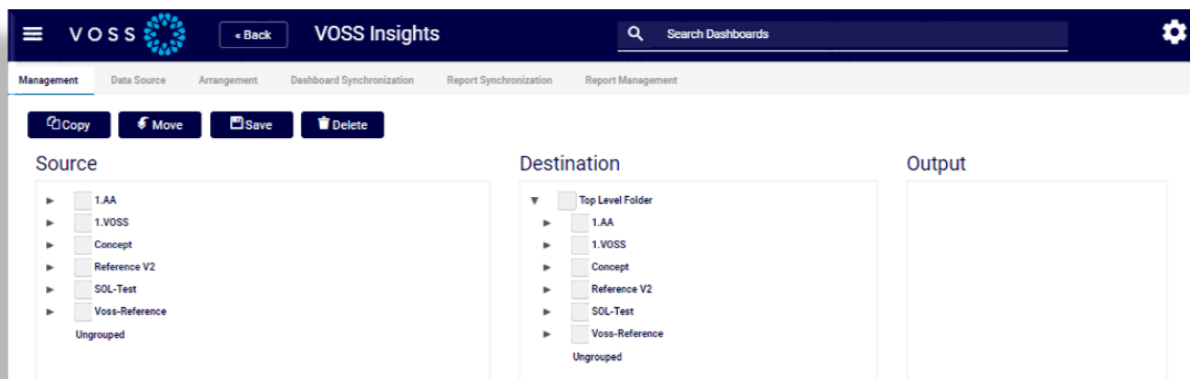 VOSS « Back VOSS Insights Search Dashboards
Management Data Source Arrangement Dashboard Synchronization Report Synchronization Report Management
Copy Move Save Delete
Source Destination Output
1.AA
1.VOSS
Concept
Reference V2
SOL-Test
Voss-Reference
Ungrouped
Top Level Folder
1.AA
1.VOSS
Concept
Reference V2
SOL-Test
Voss-Reference
Ungrouped